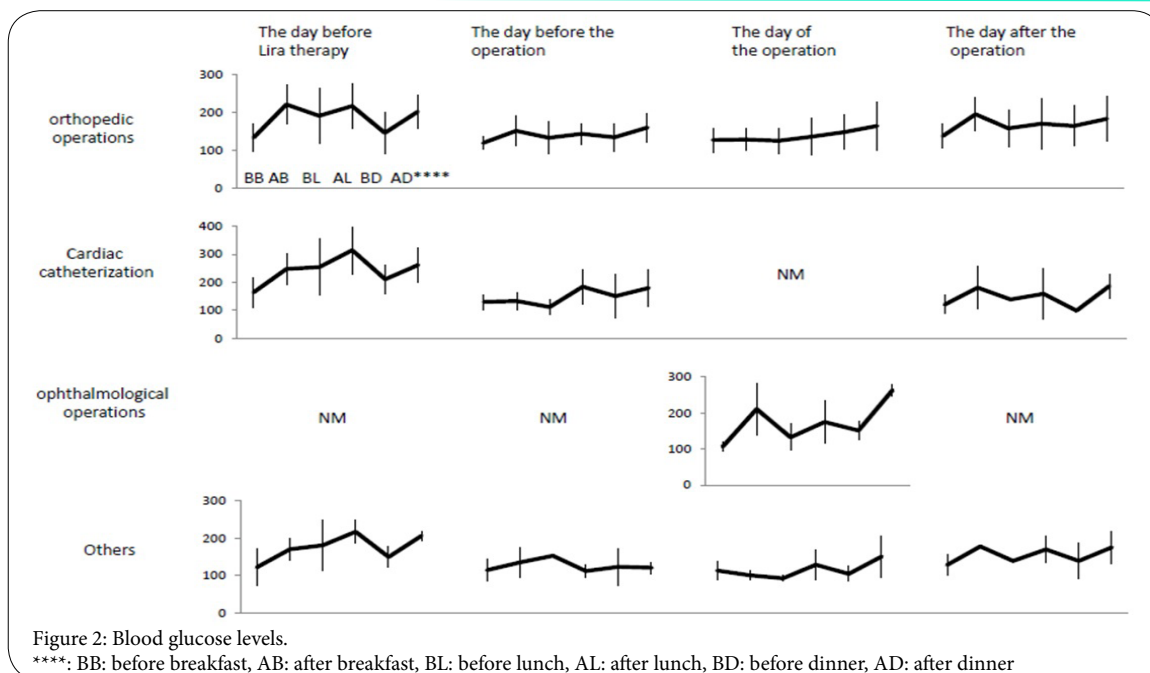 The day before
Lira therapy
The day before the
operation
The day of
the operation
The day after the
operation
orthopedic
operations
300
200
100
0
BB AB BL AL BD AD****
Cardiac
catheterization
400
300
200
100
0
NM
ophthalmological
operations
NM
NM
300
200
100
0
NM
Others
300
200
100
0
Figure 2: Blood glucose levels.
****: BB: before breakfast, AB: after breakfast, BL: before lunch, AL: after lunch, BD: before dinner, AD: after dinner